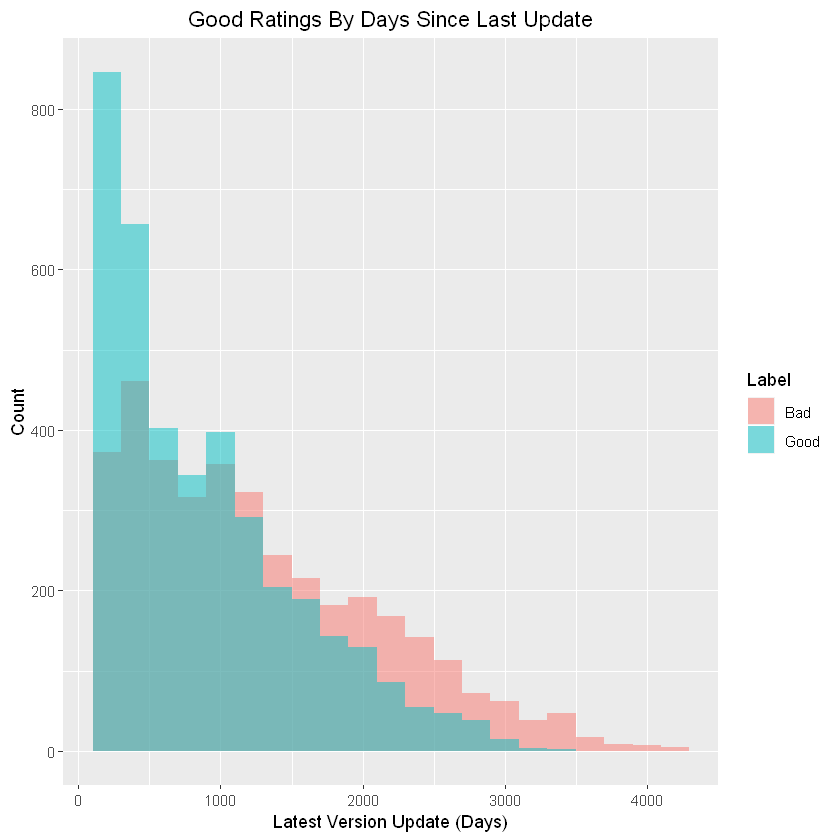 Good Ratings By Days Since Last Update
Count
800
600
400
200
0
0 1000 2000 3000 4000
Latest Version Update (Days)
Label
Bad
Good